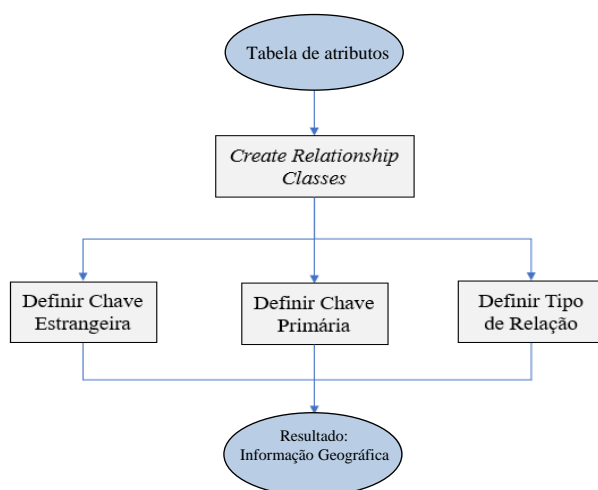 Tabela de atributos
Create Relationship
Classes
Definir Chave
Estrangeira
Definir Chave
Primária
Definir Tipo
de Relação
Resultado:
Informação Geográfica